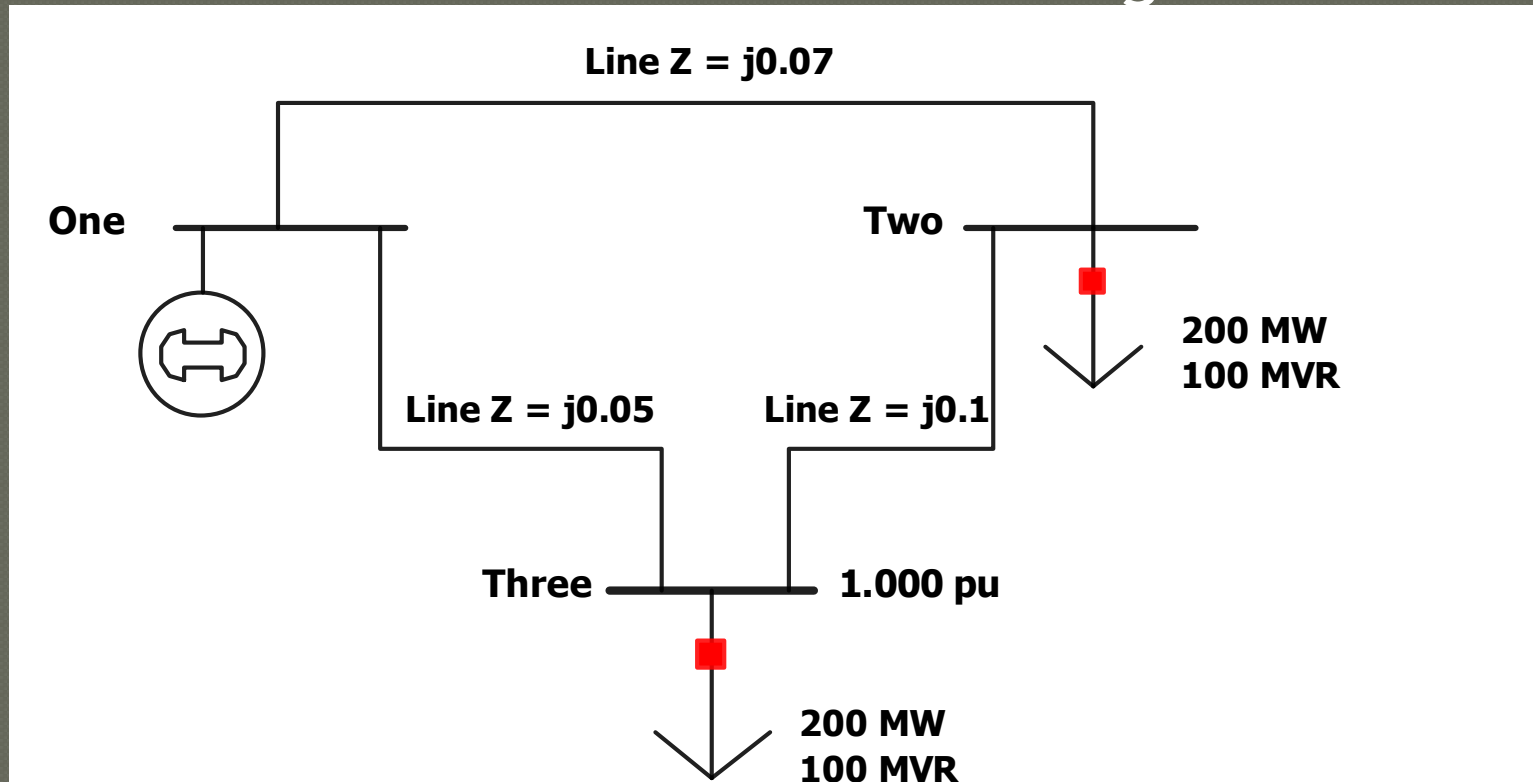 Line Z = j0.07
One
Two
200 MW
100 MVR
Line Z = j0.05
Line Z = j0.1
Three
1.000 pu
200 MW
100 MVR